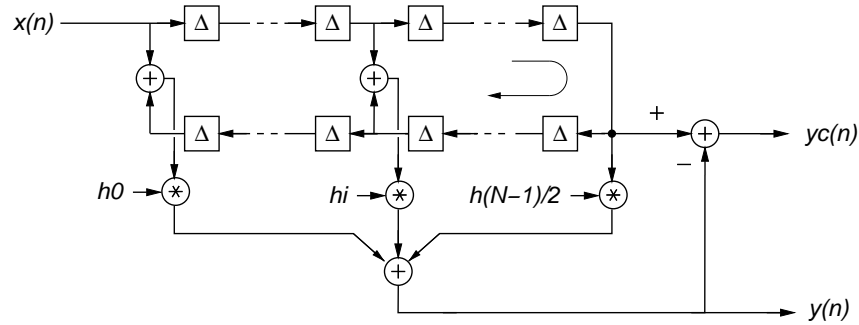 x(n)
Δ Δ Δ Δ
+ +
Δ Δ Δ Δ
+
+ yc(n)
−
h0 * hi * h(N−1)/2 *
+
y(n)